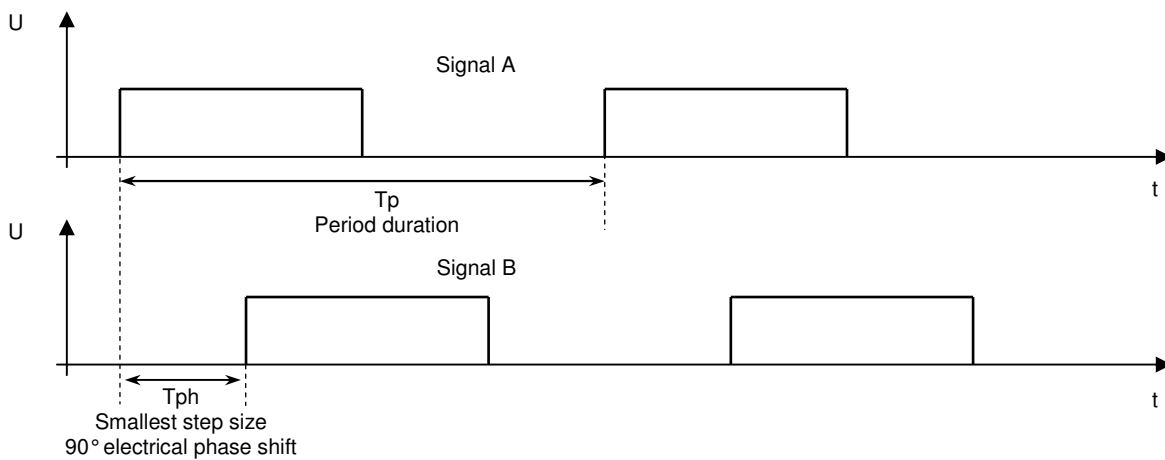 U
Signal A
Tp
Period duration
t
U
Signal B
Tph
Smallest step size
90° electrical phase shift
t